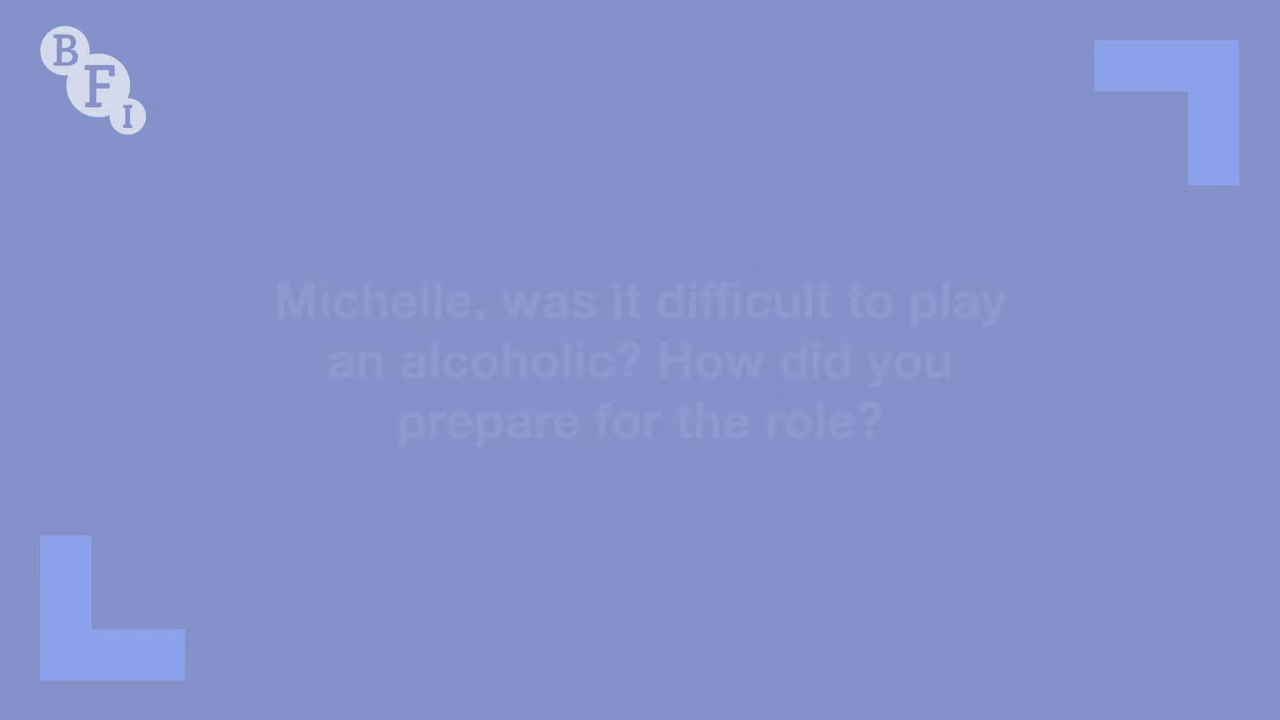 BFI
Michelle, was it difficult to play
an alcoholic? How did you
prepare for the role?